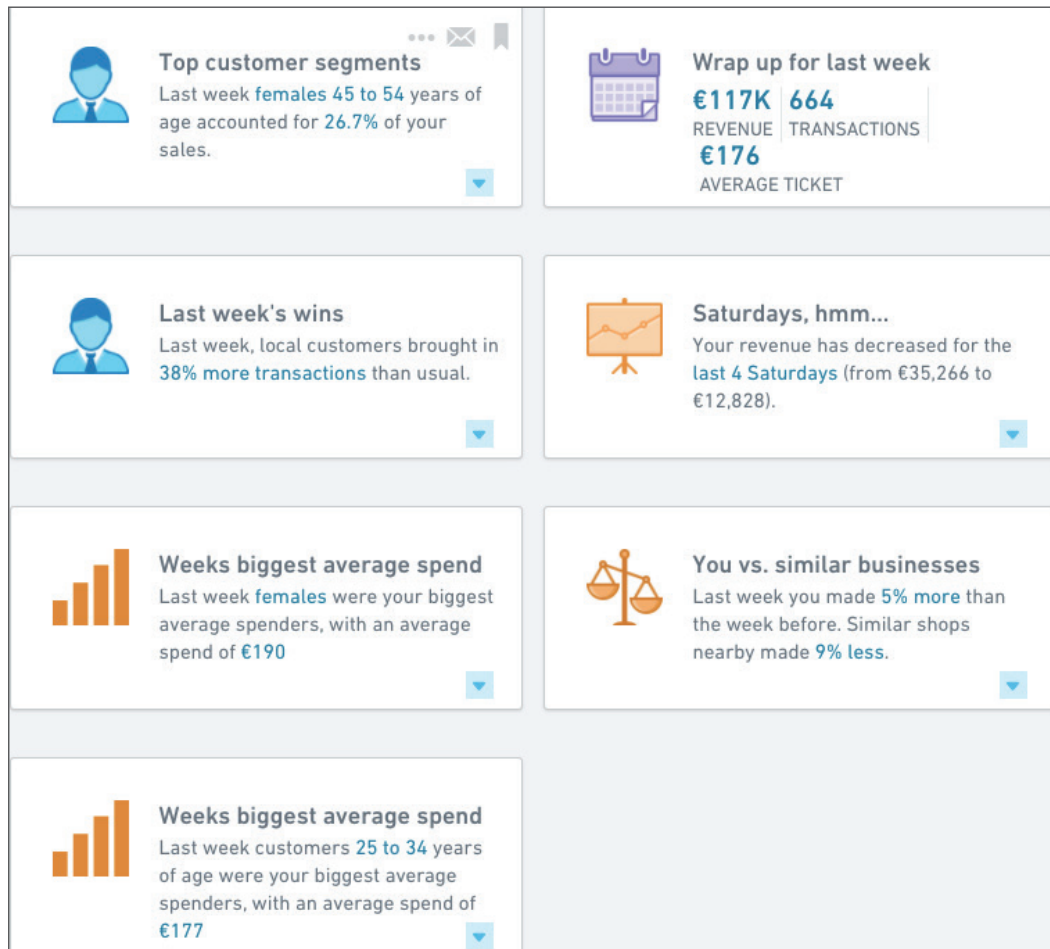 Top customer segments
Last week females 45 to 54 years of
age accounted for 26.7% of your
sales.
Wrap up for last week
€117K 664
REVENUE TRANSACTIONS
€176
AVERAGE TICKET
Last week's wins
Last week, local customers brought in
38% more transactions than usual.
Saturdays, hmm...
Your revenue has decreased for the
last 4 Saturdays (from €35,266 to
€12,828).
Weeks biggest average spend
Last week females were your biggest
average spenders, with an average
spend of €190
You vs. similar businesses
Last week you made 5% more than
the week before. Similar shops
nearby made 9% less.
Weeks biggest average spend
Last week customers 25 to 34 years
of age were your biggest average
spenders, with an average spend of
€177